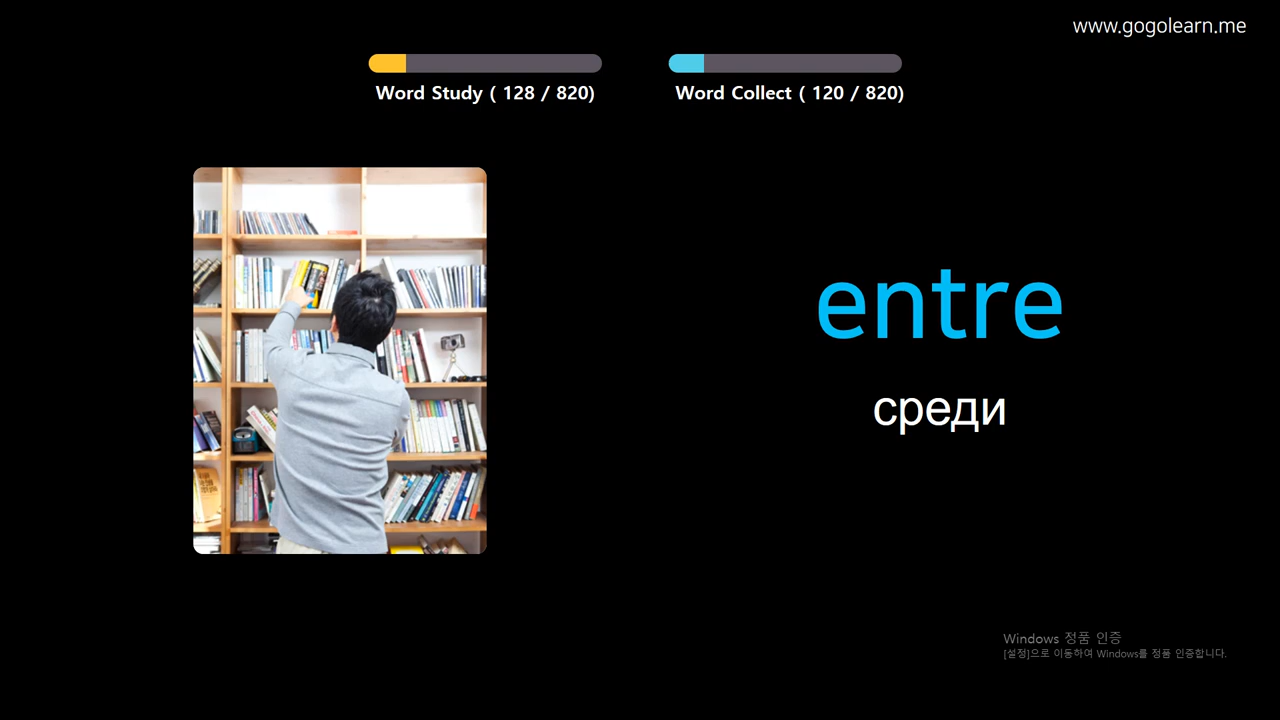 www.gogolearn.me
Word Study ( 128 / 820)
Word Collect ( 120 / 820)
entre
среди
Windows 정품 인증
[설정]으로 이동하여 Windows를 정품 인증합니다.